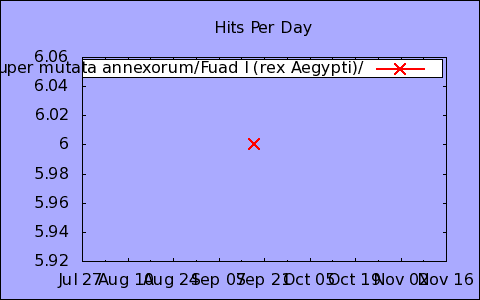 Hits Per Day
6.06
uper mutata annexorum/Fuad I (rex Aegypti)/
6.04
6.02
6
5.98
5.96
5.94
5.92
Jul 27 Aug 10 Aug 24 Sep 07 Sep 21 Oct 05 Oct 19 Nov 02 Nov 16